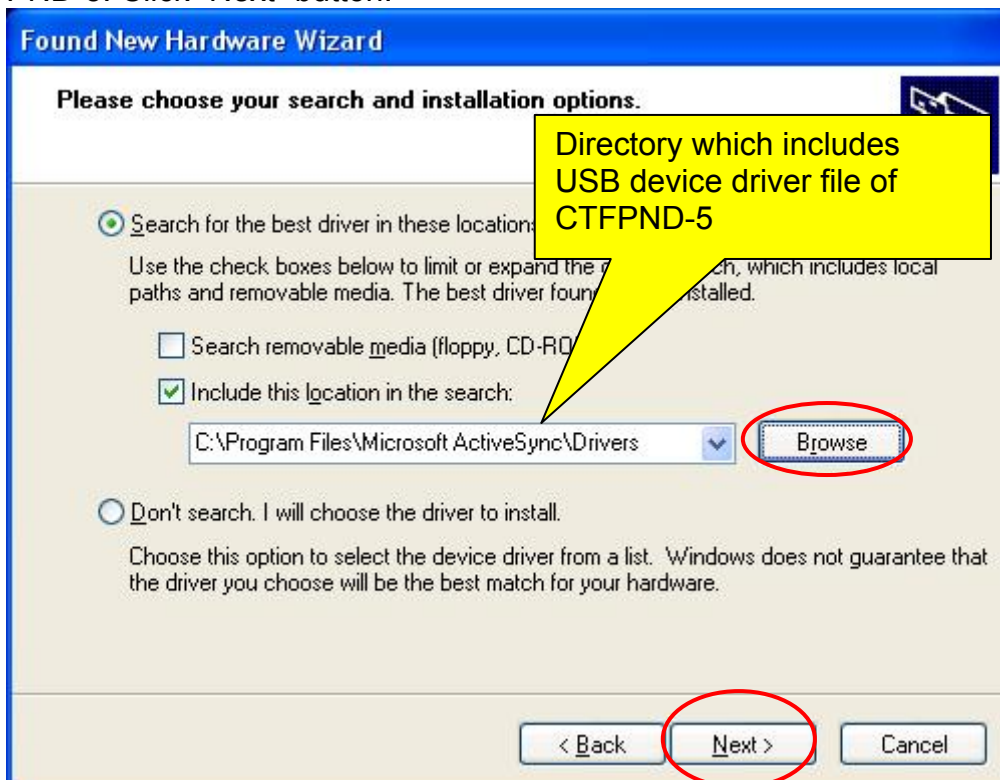 Found New Hardware Wizard
Please choose your search and installation options.
Directory which includes
USB device driver file of
CTFPND-5
Search for the best driver in these locations
Use the check boxes below to limit or expand the which includes local
paths and removable media. The best driver installed.
Search removable media (floppy,
Include this location in the search:
C:\Program Files\Microsoft ActiveSync\Drivers
Browse
Don't search. I will choose the driver to install.
Choose this option to select the device driver from a list. Windows does not guarantee that
the driver you choose will be the best match for your hardware.
< Back
Next >
Cancel